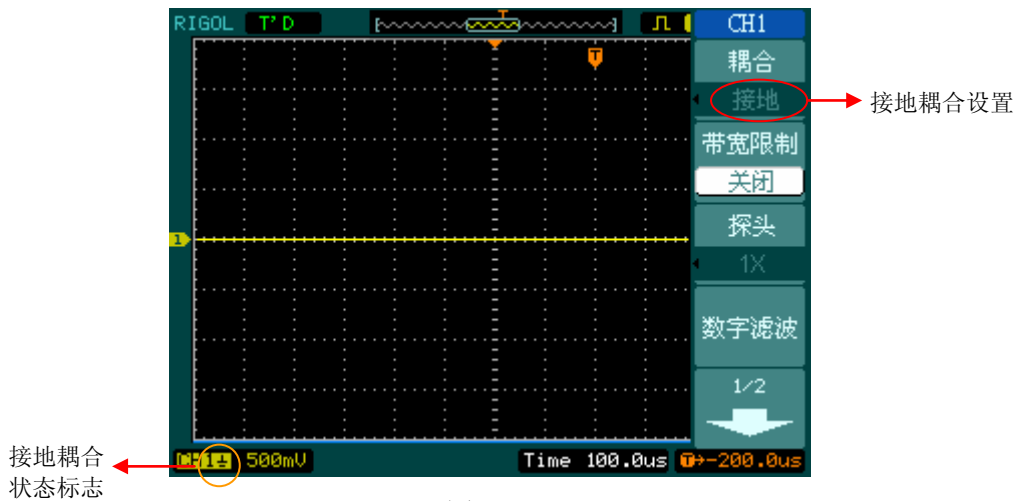 RIGOL T'D T CH1
T
耦合
接地
接地耦合设置
带宽限制
关闭
探头
1
1X
数字滤波
1/2
接地耦合
状态标志
CH1 500mV Time 100.0us T→-200.0us